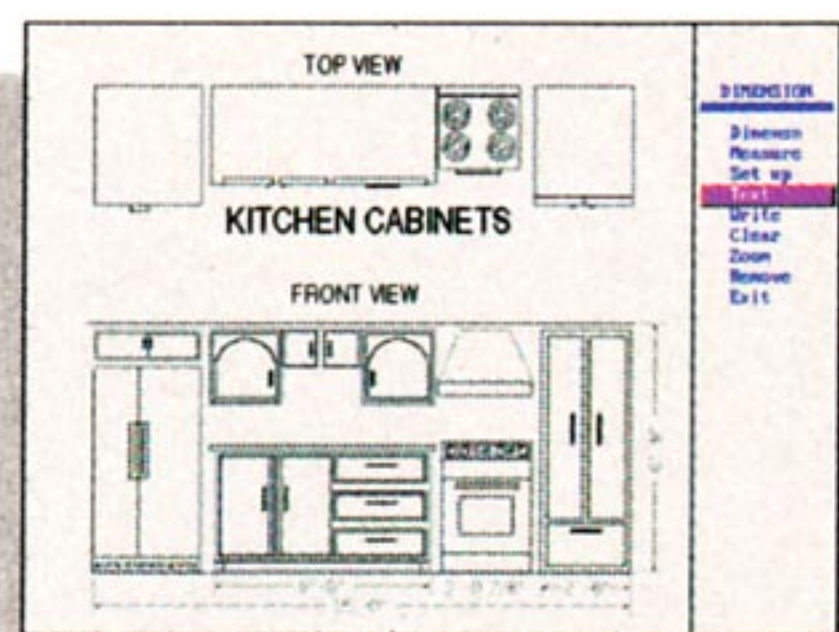 TOP VIEW
KITCHEN CABINETS
FRONT VIEW
DIMENSION
Dimensn
Measure
Set up
Text
Write
Clear
Zoom
Remove
Exit